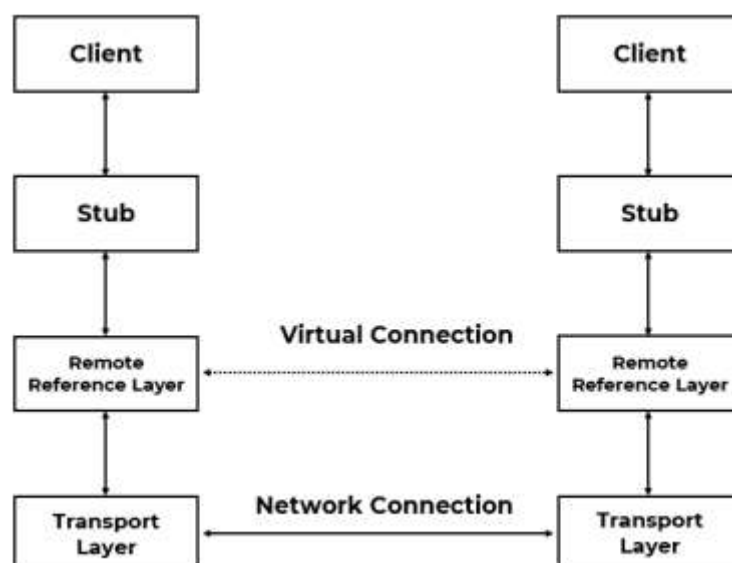 Client
Client
Stub
Stub
Virtual Connection
Remote
Reference Layer
Remote
Reference Layer
Network Connection
Transport
Layer
Transport
Layer